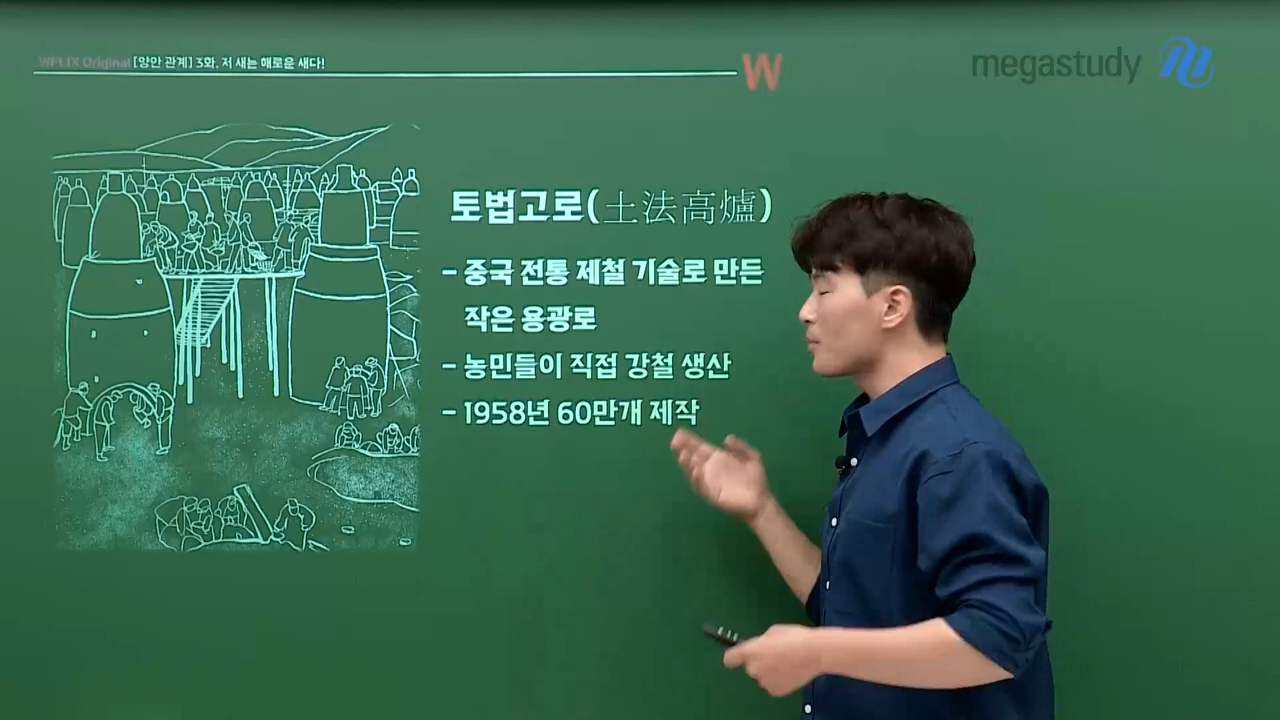 WFLIX Original [양안 관계] 3화, 저 새는 해로운 새다!
W
megastudy
토법고로(土法高爐)
- 중국 전통 제철 기술로 만든
작은 용광로
- 농민들이 직접 강철 생산
- 1958년 60만개 제작